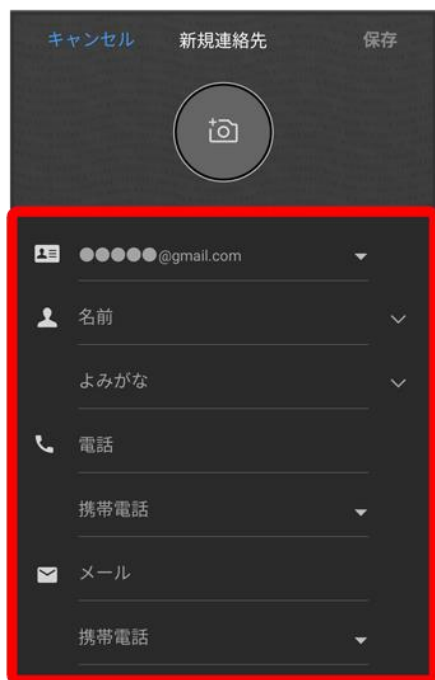 キャンセル 新規連絡先 保存
●●●●●@gmail.com
名前
よみがな
電話
携帯電話
メール
携帯電話